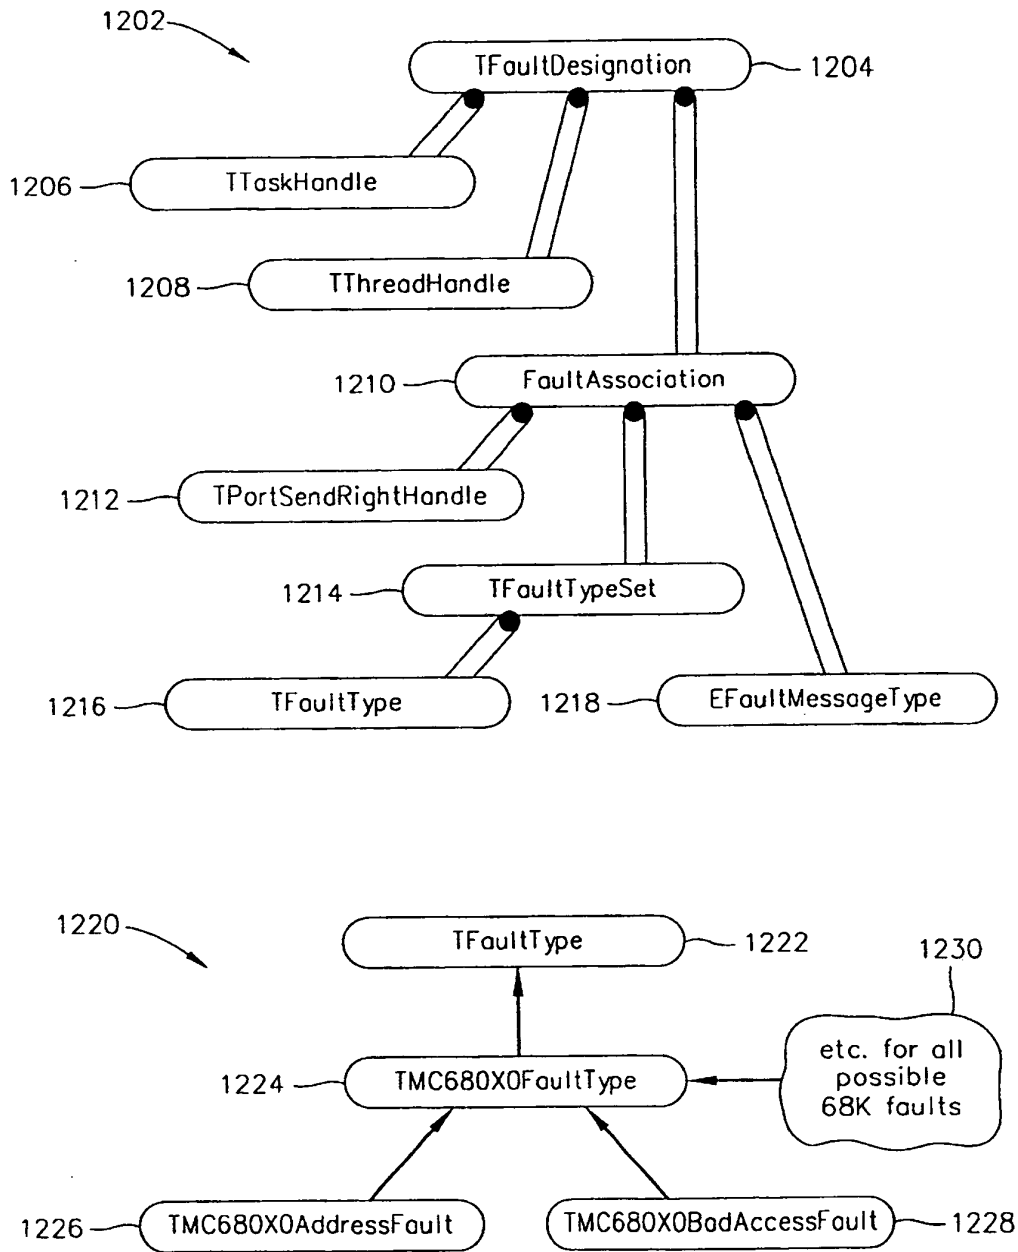 1202
TFaultDesignation
1204
1206
TTaskHandle
1208
TThreadHandle
1210
FaultAssociation
1212
TPortSendRightHandle
1214
TFaultTypeSet
1216
TFaultType
1218
EFaultMessageType
1220
TFaultType
1222
1230
etc. for all
possible
68K faults
1224
TMC680X0FaultType
1226
TMC680X0AddressFault
TMC680X0BadAccessFault
1228